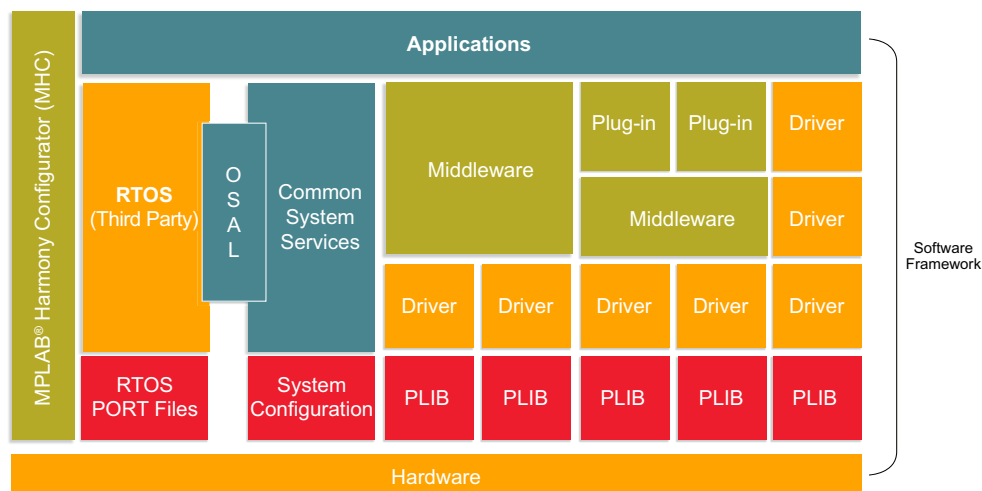 MPLAB® Harmony Configurator (MHC)
Applications
RTOS
(Third Party)
O
S
A
L
Common
System
Services
Middleware
Plug-in
Plug-in
Driver
Middleware
Driver
Driver
Driver
Driver
Driver
Driver
RTOS
PORT Files
System
Configuration
PLIB
PLIB
PLIB
PLIB
PLIB
Hardware
Software
Framework